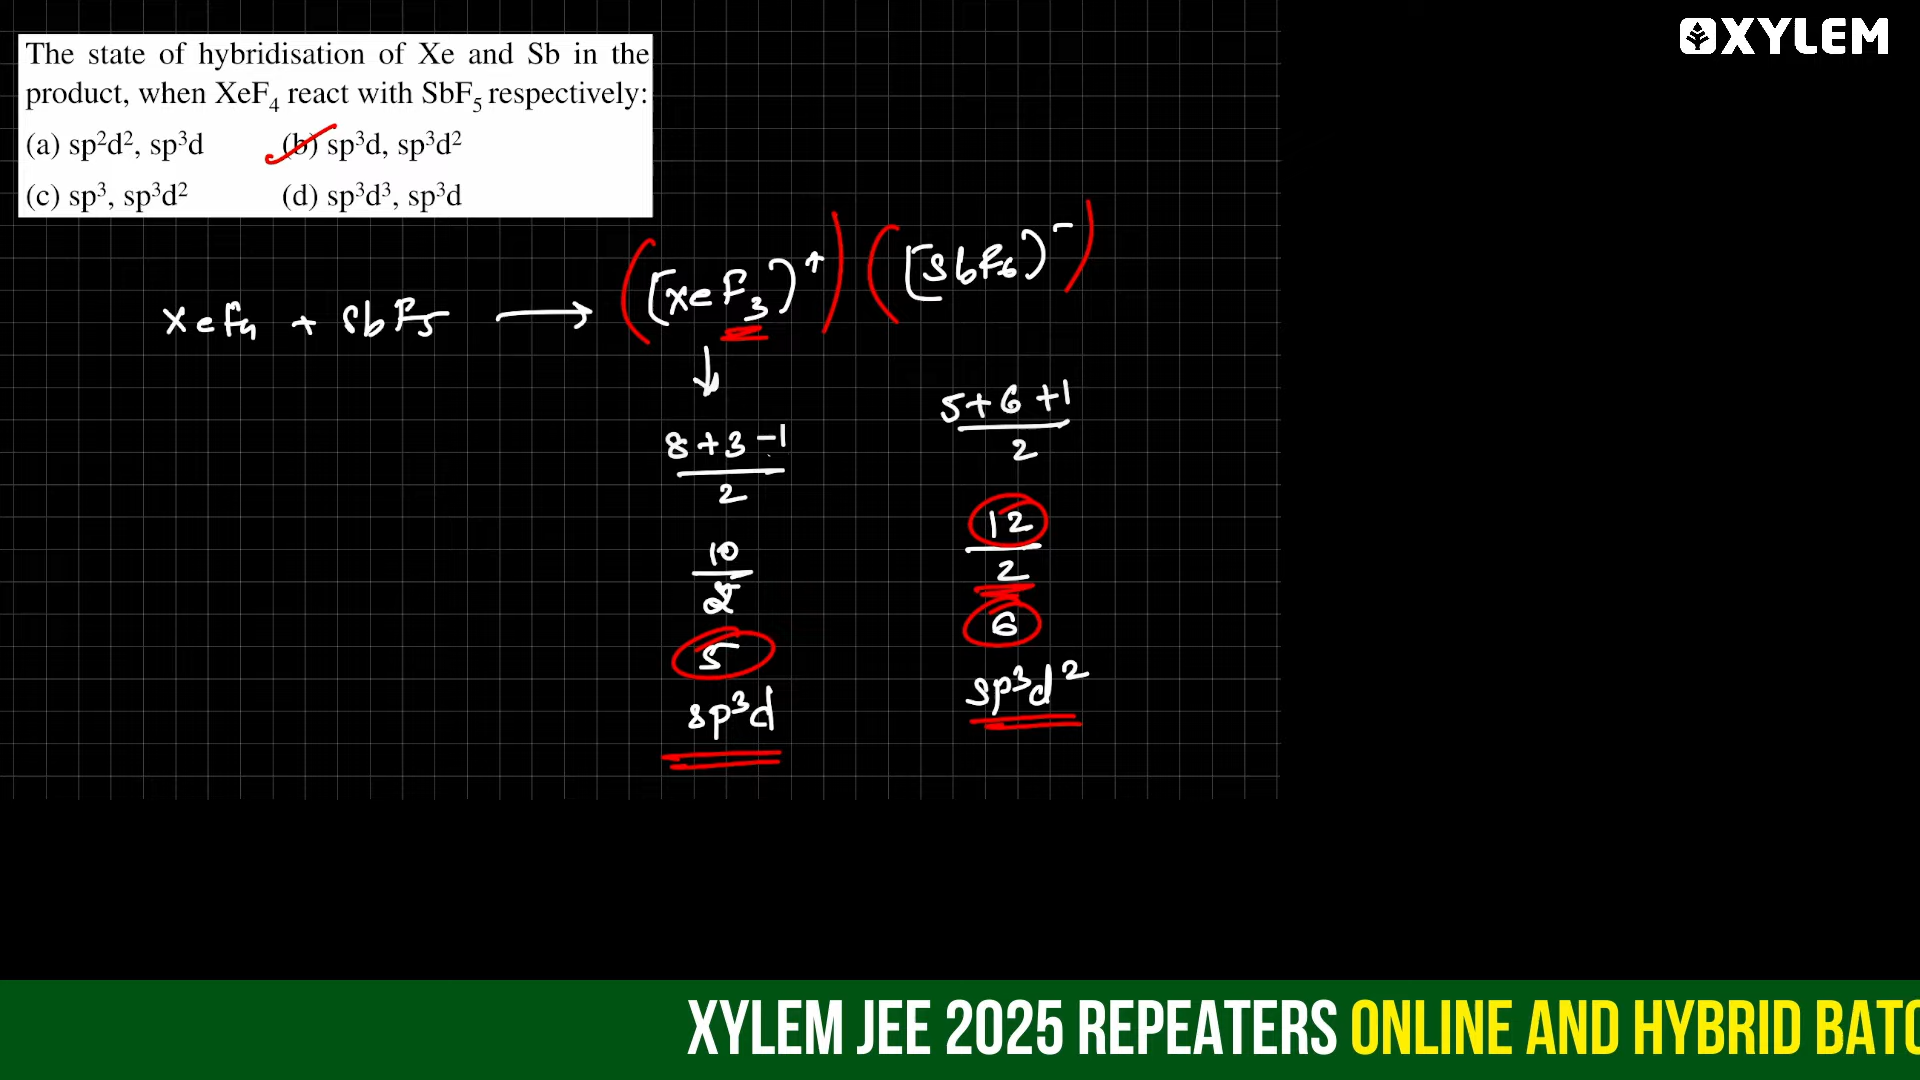 XYLEM
The state of hybridisation of Xe and Sb in the
product, when XeF₄ react with SbF₅ respectively:
(a) sp²d², sp³d (b) sp³d, sp³d²
(c) sp³, sp³d² (d) sp³d³, sp³d
XeF₄ + SbF₅ → ([XeF₃)⁺) ([SbF₆)⁻)
↓
8+3-1
2
10
2
5
sp³d
5+6+1
2
12
2
6
sp³d²
XYLEM JEE 2025 REPEATERS ONLINE AND HYBRID BATC